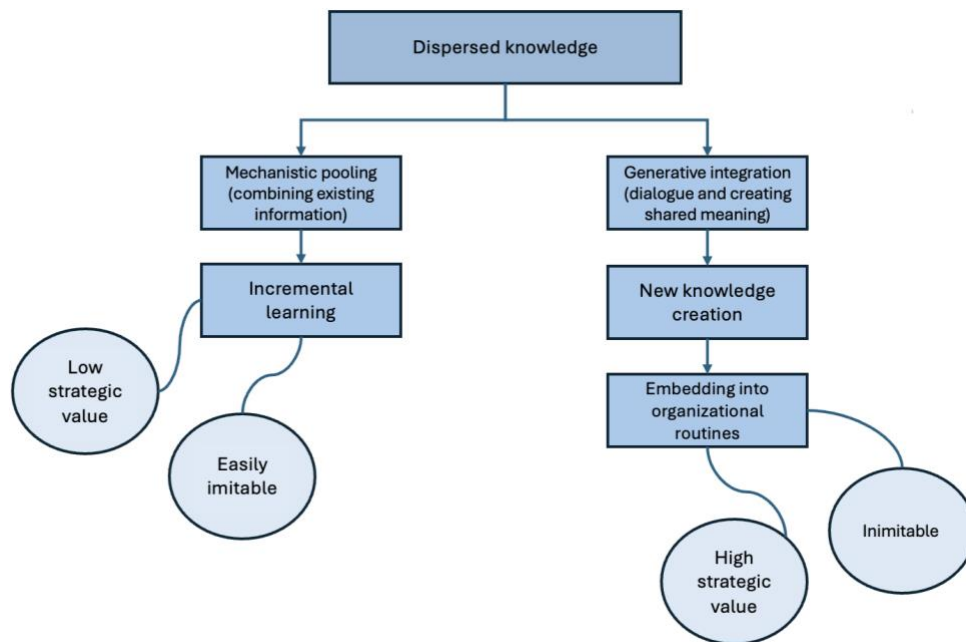 Dispersed knowledge
Mechanistic pooling
(combining existing
information)
Generative integration
(dialogue and creating
shared meaning)
Incremental
learning
New knowledge
creation
Low
strategic
value
Easily
imitable
Embedding into
organizational
routines
High
strategic
value
Inimitable